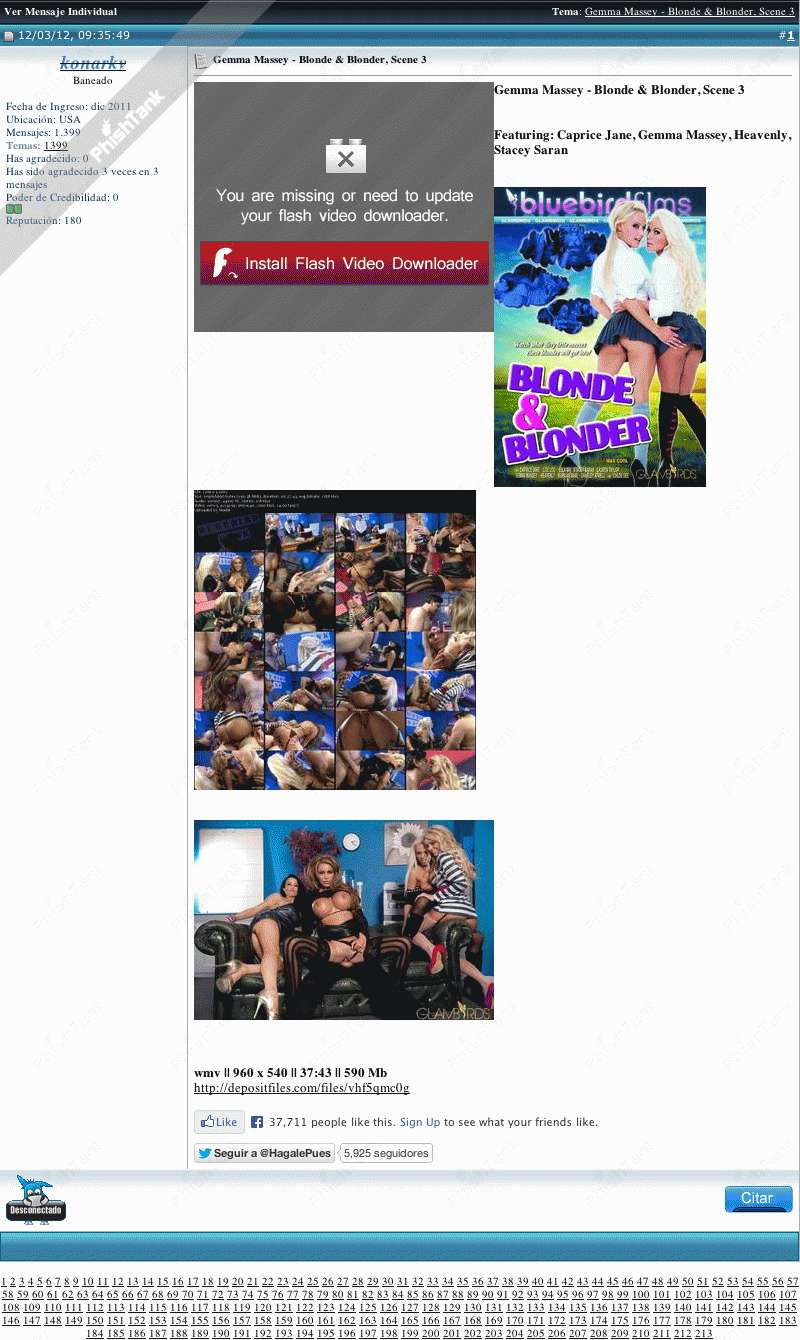 Ver Mensaje Individual
Tema: Gemma Massey - Blonde & Blonder, Scene 3
12/03/12, 09:35:49
#1
konarkv
Baneado
Fecha de Ingreso: dic 2011
Ubicación: USA
Mensajes: 1.399
Temas: 1399
Has agradecido: 0
Has sido agradecido 3 veces en 3
mensajes
Poder de Credibilidad: 0
Reputación: 180
PhishTank
Gemma Massey - Blonde & Blonder, Scene 3
You are missing or need to update
your flash video downloader.
Install Flash Video Downloader
Gemma Massey - Blonde & Blonder, Scene 3
Featuring: Caprice Jane, Gemma Massey, Heavenly,
Stacey Saran
bluebirdfilms
BLONDE
&
BLONDER
GLAMBIRDS
GLAMBIRDS
wmv || 960 x 540 || 37:43 || 590 Mb
http://depositfiles.com/files/vhf5qmc0g
Like
37,711 people like this. Sign Up to see what your friends like.
Seguir a @HagalePues
5,925 seguidores
Desconectado
Citar
1 2 3 4 5 6 7 8 9 10 11 12 13 14 15 16 17 18 19 20 21 22 23 24 25 26 27 28 29 30 31 32 33 34 35 36 37 38 39 40 41 42 43 44 45 46 47 48 49 50 51 52 53 54 55 56 57
58 59 60 61 62 63 64 65 66 67 68 69 70 71 72 73 74 75 76 77 78 79 80 81 82 83 84 85 86 87 88 89 90 91 92 93 94 95 96 97 98 99 100 101 102 103 104 105 106 107
108 109 110 111 112 113 114 115 116 117 118 119 120 121 122 123 124 125 126 127 128 129 130 131 132 133 134 135 136 137 138 139 140 141 142 143 144 145
146 147 148 149 150 151 152 153 154 155 156 157 158 159 160 161 162 163 164 165 166 167 168 169 170 171 172 173 174 175 176 177 178 179 180 181 182 183
184 185 186 187 188 189 190 191 192 193 194 195 196 197 198 199 200 201 202 203 204 205 206 207 208 209 210 211 212 213